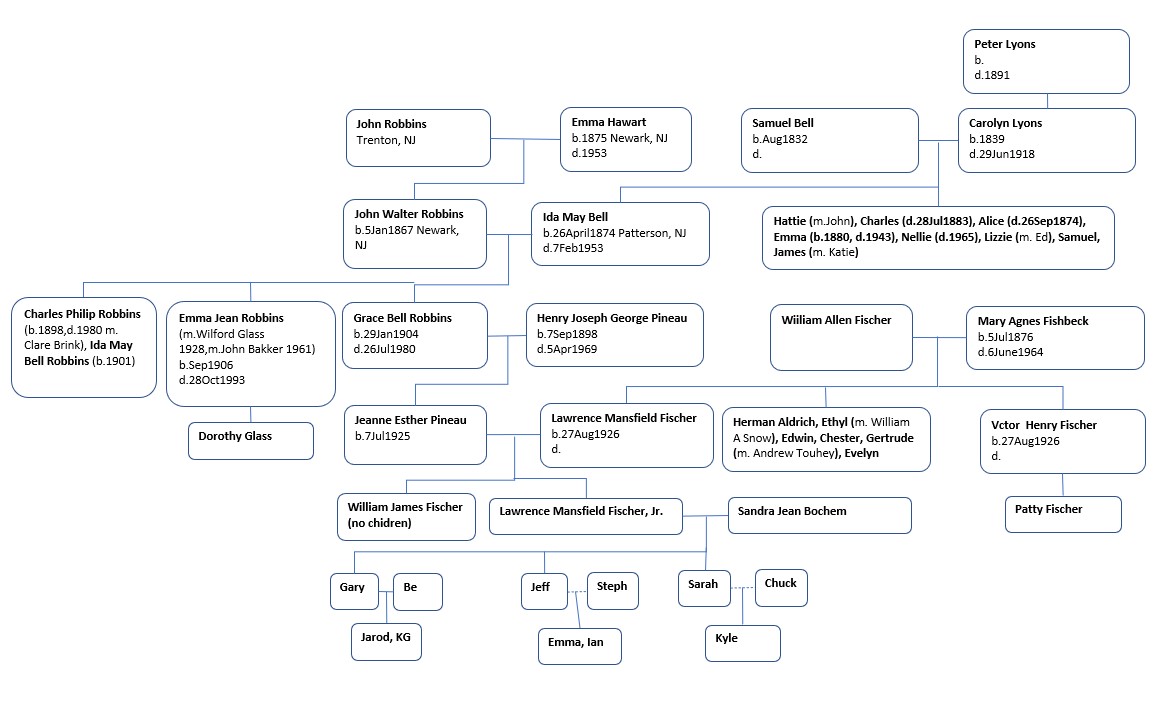 Peter Lyons
b.
d.1891
John Robbins
Trenton, NJ
Emma Hawart
b.1875 Newark, NJ
d.1953
Samuel Bell
b.Aug1832
d.
Carolyn Lyons
b.1839
d.29Jun1918
John Walter Robbins
b.5Jan1867 Newark,
NJ
Ida May Bell
b.26April1874 Patterson, NJ
d.7Feb1953
Hattie (m.John), Charles (d.28Jul1883), Alice (d.26Sep1874),
Emma (b.1880, d.1943), Nellie (d.1965), Lizzie (m. Ed), Samuel,
James (m. Katie)
Charles Philip Robbins
(b.1898,d.1980 m.
Clare Brink), Ida May
Bell Robbins (b.1901)
Emma Jean Robbins
(m.Wilford Glass
1928,m.John Bakker 1961)
b.Sep1906
d.28Oct1993
Grace Bell Robbins
b.29Jan1904
d.26Jul1980
Henry Joseph George Pineau
b.7Sep1898
d.5Apr1969
Wiiliam Allen Fischer
Mary Agnes Fishbeck
b.5Jul1876
d.6June1964
Dorothy Glass
Jeanne Esther Pineau
b.7Jul1925
Lawrence Mansfield Fischer
b.27Aug1926
d.
Herman Aldrich, Ethyl (m. William
A Snow), Edwin, Chester, Gertrude
(m. Andrew Touhey), Evelyn
Vctor  Henry Fischer
b.27Aug1926
d.
William James Fischer
(no chidren)
Lawrence Mansfield Fischer, Jr.
Sandra Jean Bochem
Patty Fischer
Gary
Be
Jeff
Steph
Sarah
Chuck
Jarod, KG
Emma, Ian
Kyle